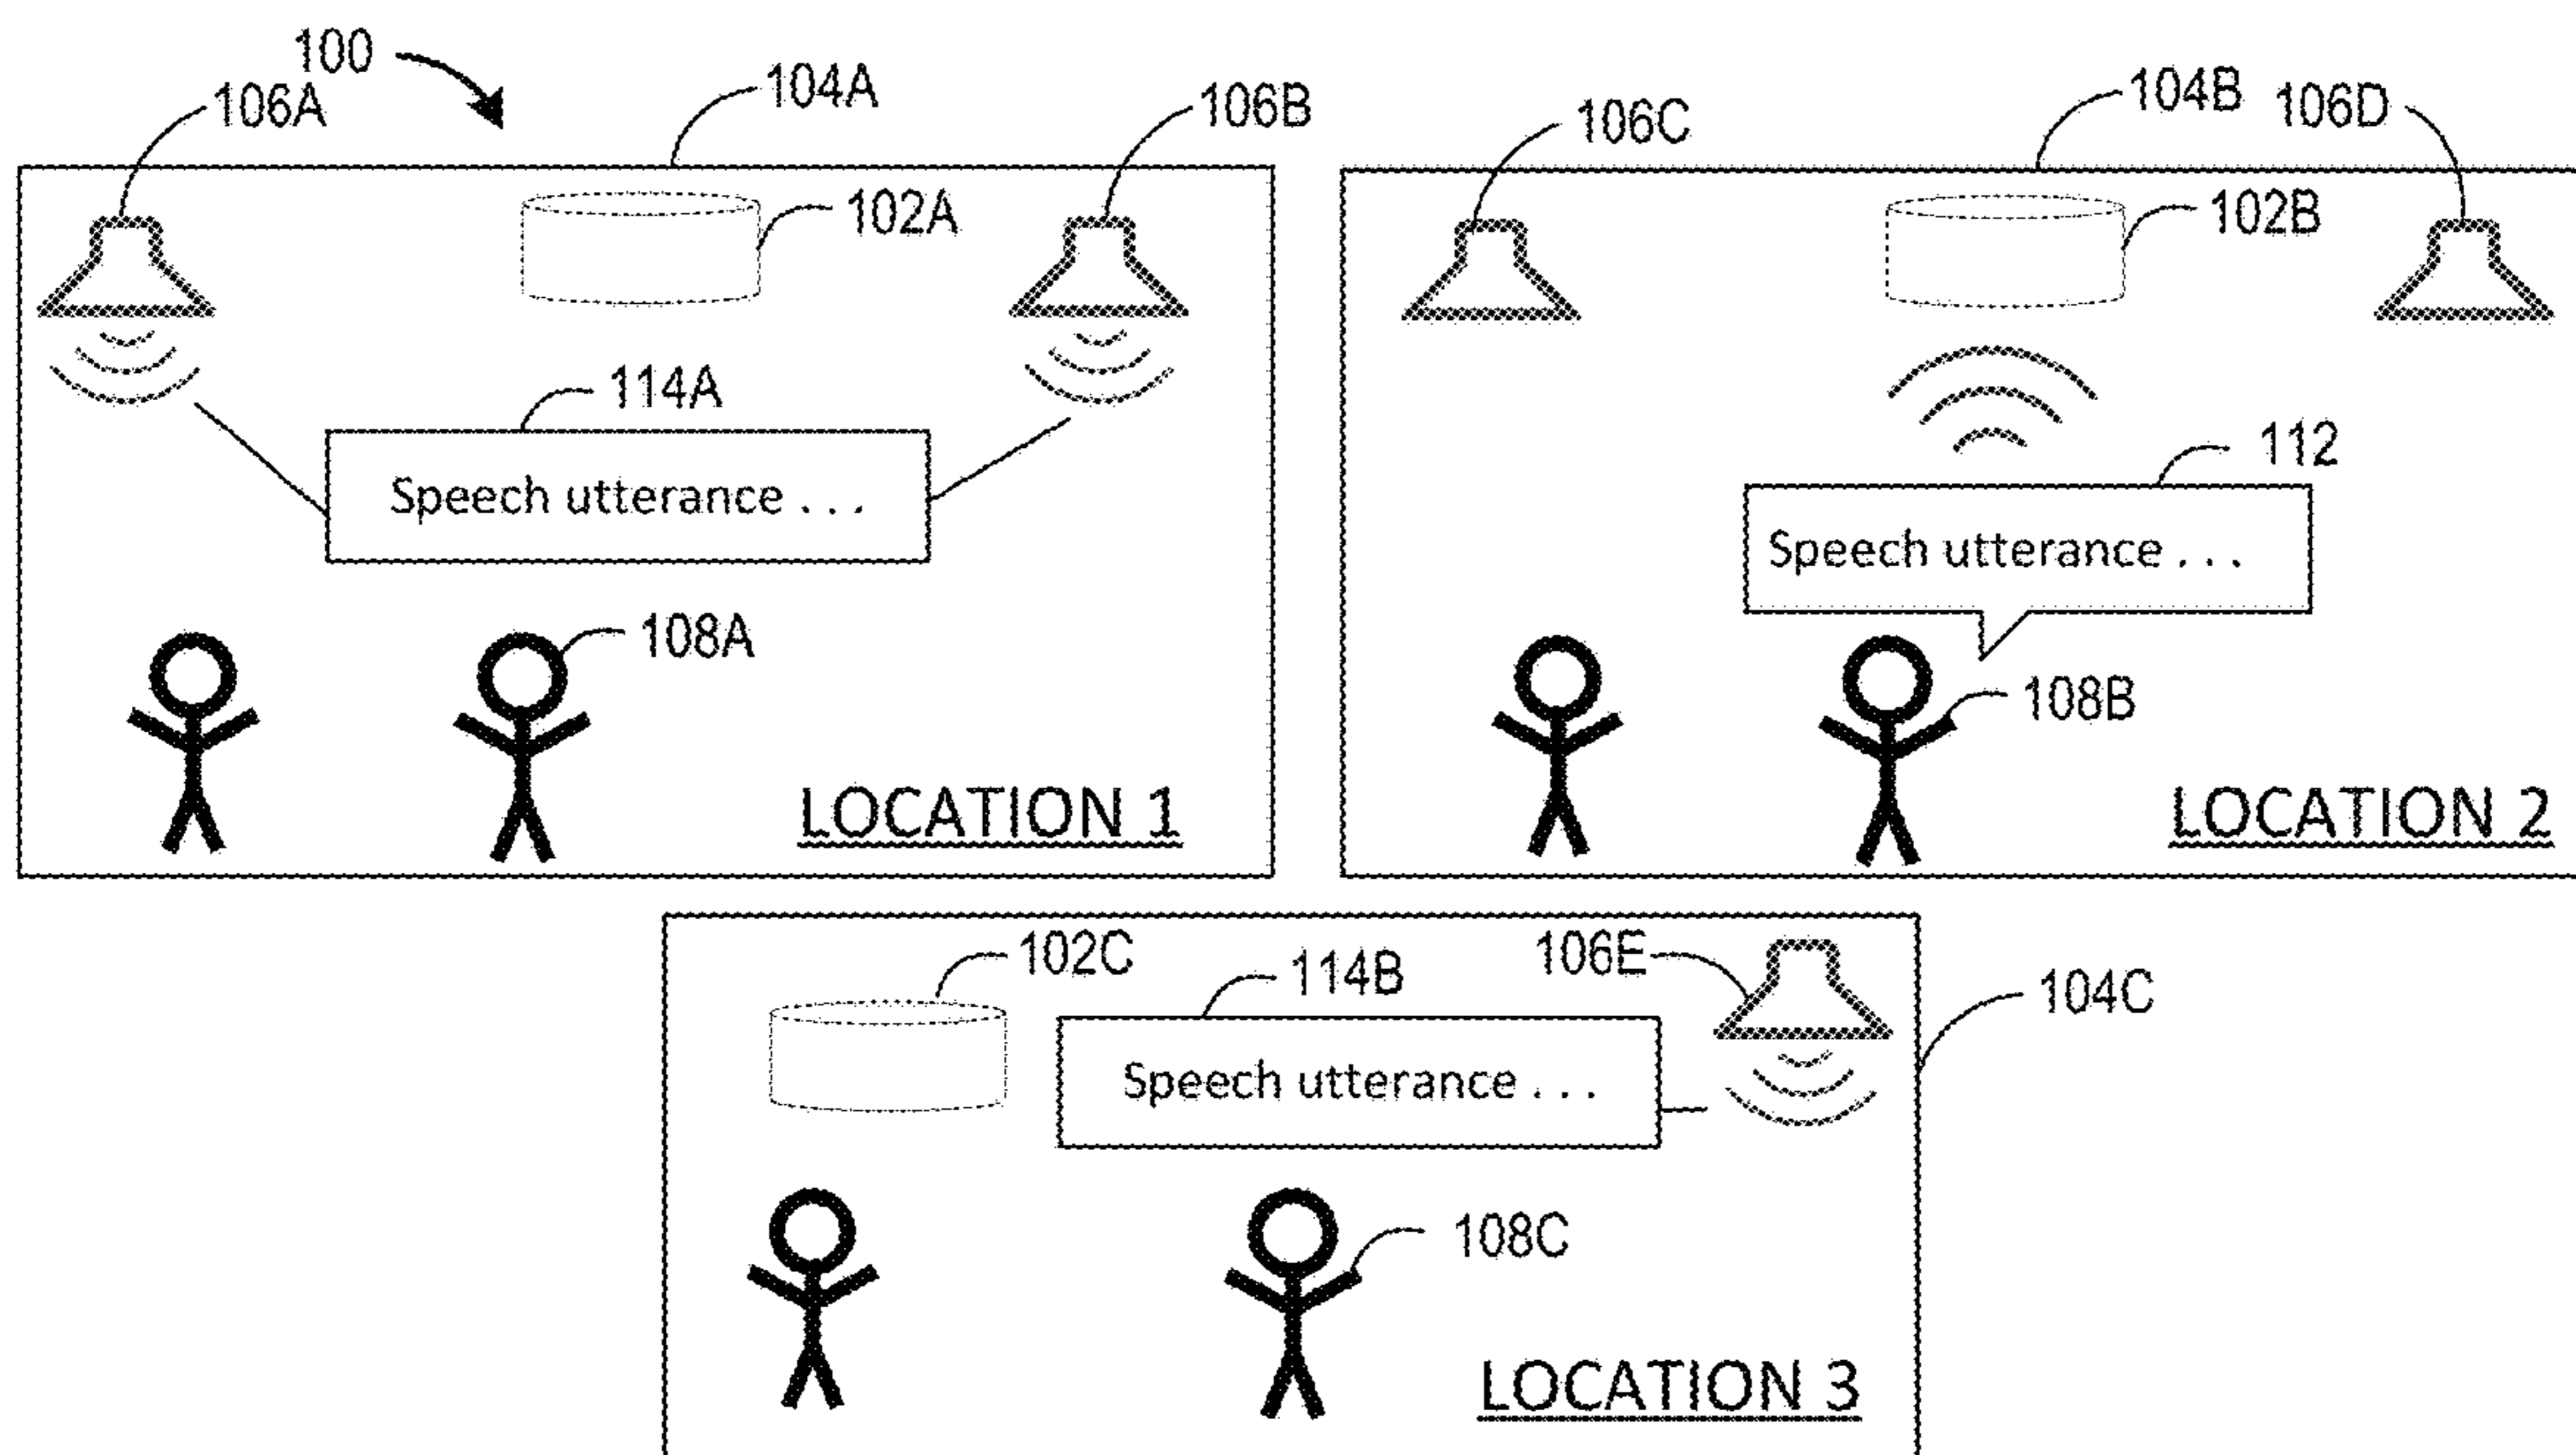 100
106A
104A
106B
106C
104B
106D
102A
102B
114A
Speech utterance . . .
112
Speech utterance . . .
108A
108B
LOCATION 1
LOCATION 2
102C
114B
106E
104C
Speech utterance . . .
108C
LOCATION 3